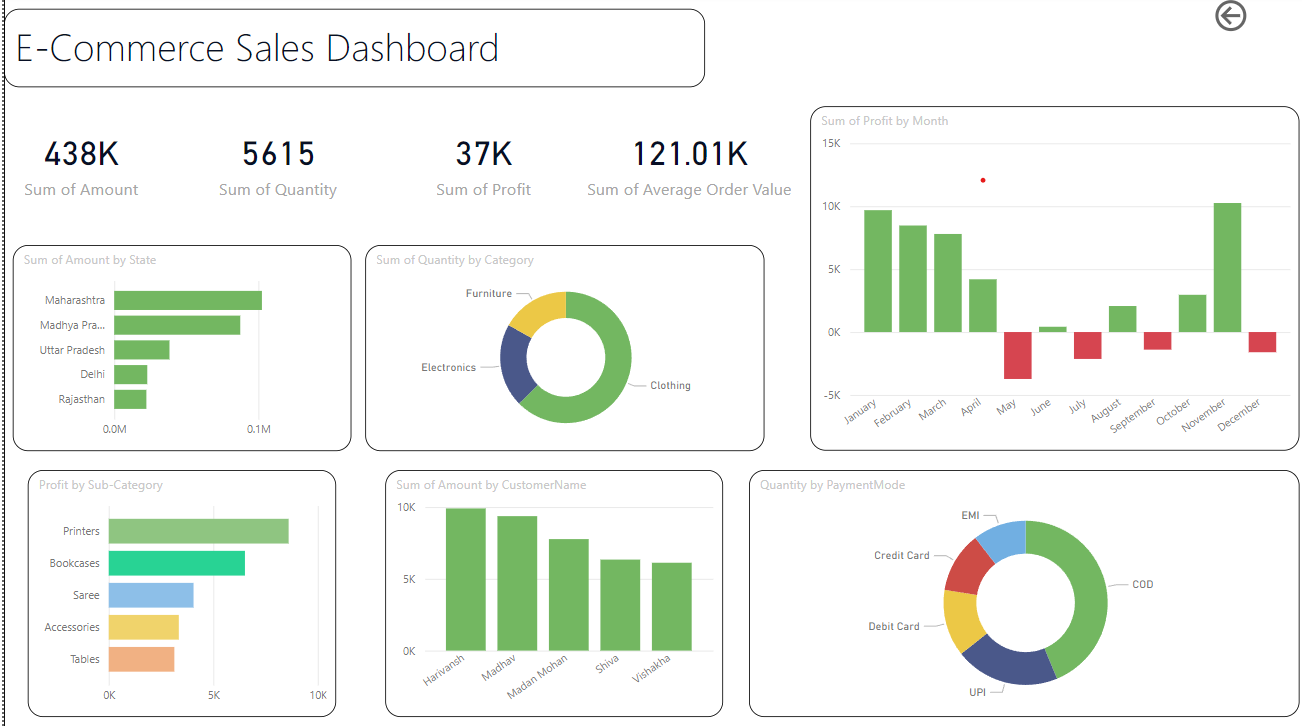 E-Commerce Sales Dashboard
438K
Sum of Amount
5615
Sum of Quantity
37K
Sum of Profit
121.01K
Sum of Average Order Value
Sum of Profit by Month
15K
10K
5K
0K
-5K
January
February
March
April
May
June
July
August
September
October
November
December
Sum of Amount by State
Maharashtra
Madhya Pra...
Uttar Pradesh
Delhi
Rajasthan
0.0M
0.1M
Sum of Quantity by Category
Furniture
Electronics
Clothing
Profit by Sub-Category
Printers
Bookcases
Saree
Accessories
Tables
0K
5K
10K
Sum of Amount by CustomerName
10K
5K
0K
Harivansh
Madhav
Madan Mohan
Shiva
Vishakha
Quantity by PaymentMode
EMI
Credit Card
Debit Card
UPI
COD